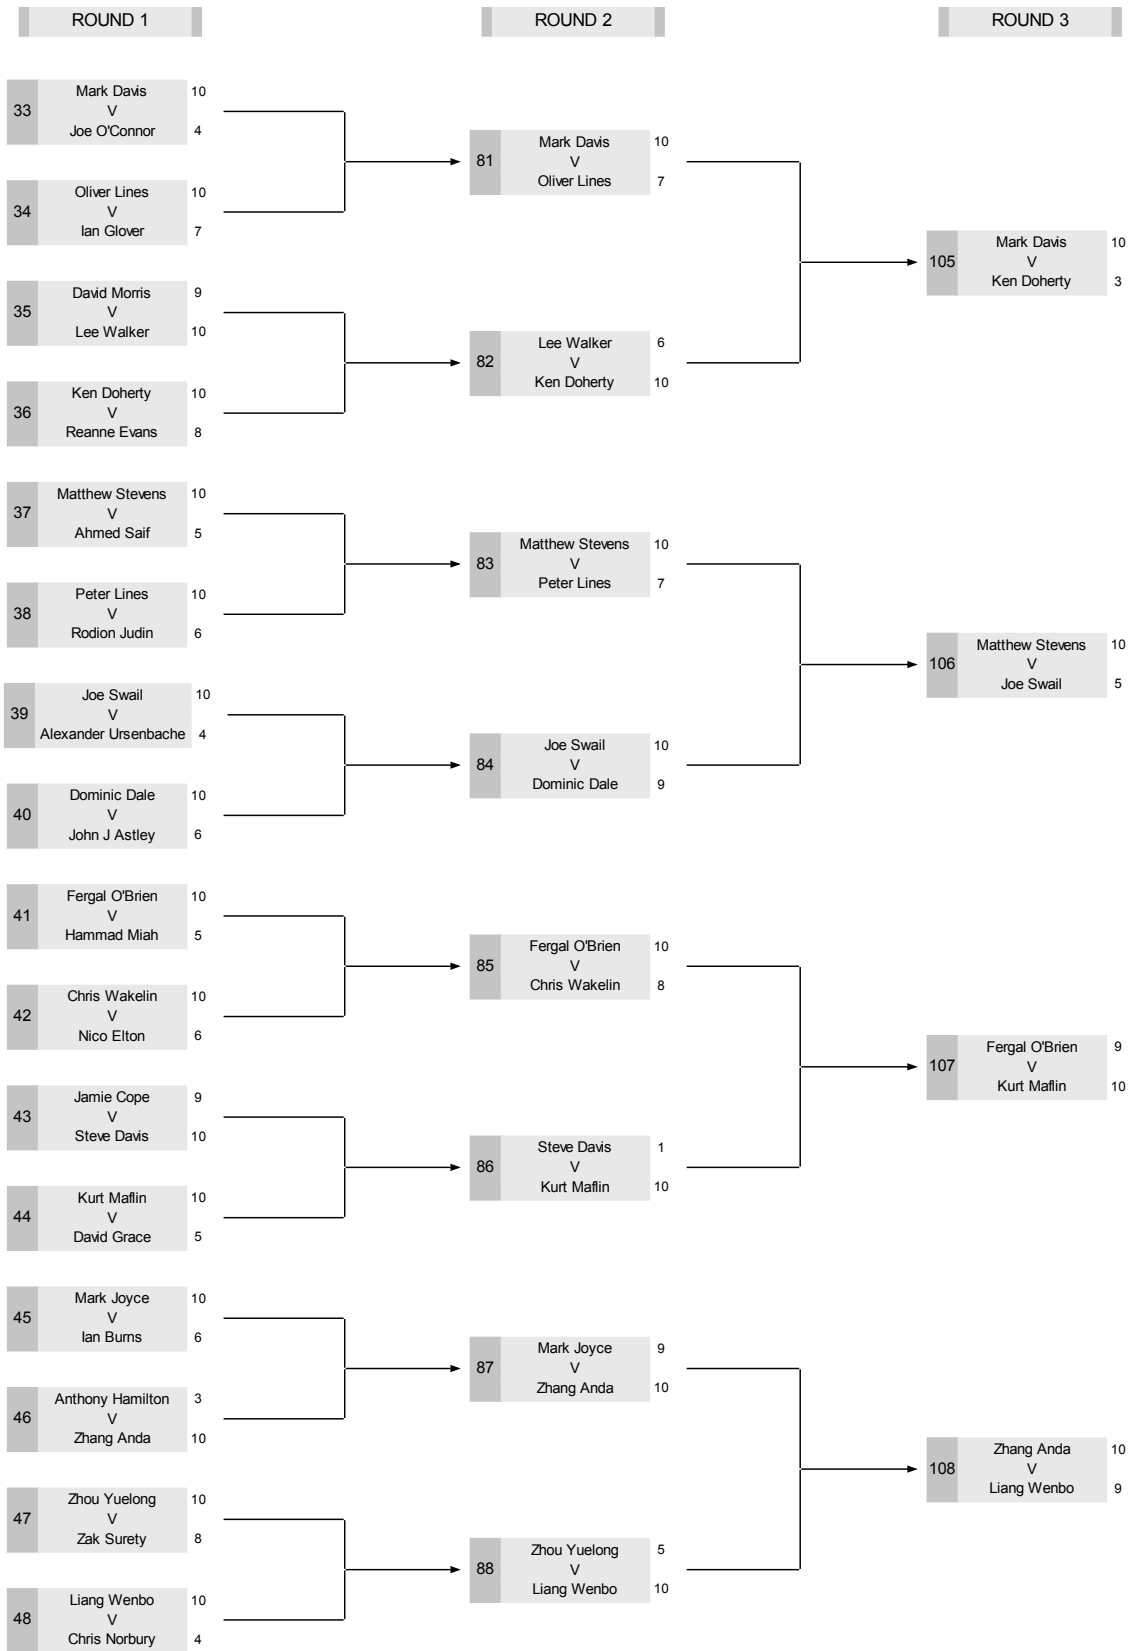 ROUND 1
ROUND 2
ROUND 3
33
Mark Davis 10
V
Joe O'Connor 4
34
Oliver Lines 10
V
Ian Glover 7
35
David Morris 9
V
Lee Walker 10
36
Ken Doherty 10
V
Reanne Evans 8
37
Matthew Stevens 10
V
Ahmed Saif 5
38
Peter Lines 10
V
Rodion Judin 6
39
Joe Swail 10
V
Alexander Ursenbache 4
40
Dominic Dale 10
V
John J Astley 6
41
Fergal O'Brien 10
V
Hammad Miah 5
42
Chris Wakelin 10
V
Nico Elton 6
43
Jamie Cope 9
V
Steve Davis 10
44
Kurt Maflin 10
V
David Grace 5
45
Mark Joyce 10
V
Ian Burns 6
46
Anthony Hamilton 3
V
Zhang Anda 10
47
Zhou Yuelong 10
V
Zak Surety 8
48
Liang Wenbo 10
V
Chris Norbury 4
81
Mark Davis 10
V
Oliver Lines 7
82
Lee Walker 6
V
Ken Doherty 10
83
Matthew Stevens 10
V
Peter Lines 7
84
Joe Swail 10
V
Dominic Dale 9
85
Fergal O'Brien 10
V
Chris Wakelin 8
86
Steve Davis 1
V
Kurt Maflin 10
87
Mark Joyce 9
V
Zhang Anda 10
88
Zhou Yuelong 5
V
Liang Wenbo 10
105
Mark Davis 10
V
Ken Doherty 3
106
Matthew Stevens 10
V
Joe Swail 5
107
Fergal O'Brien 9
V
Kurt Maflin 10
108
Zhang Anda 10
V
Liang Wenbo 9